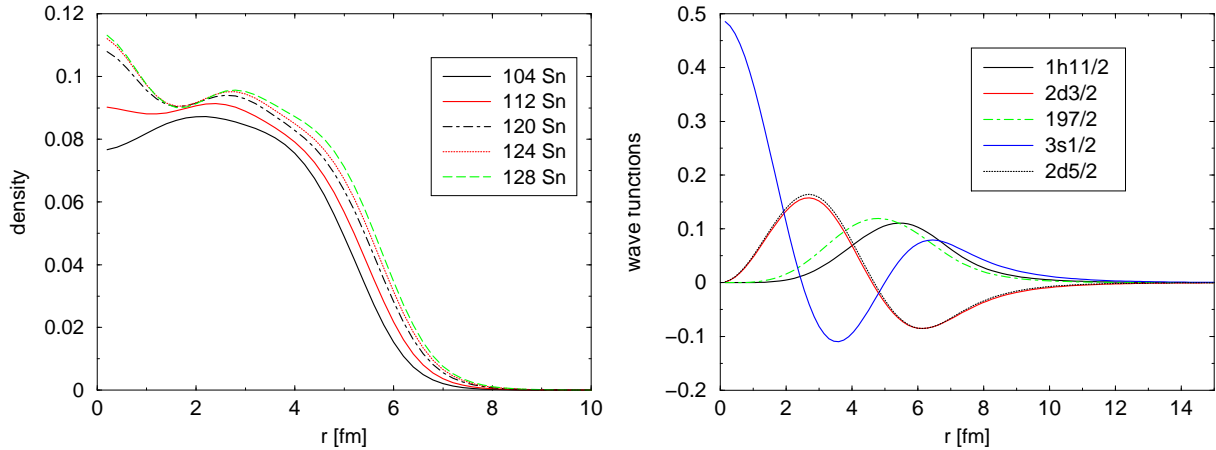 0.12
0.1
0.08
0.06
0.04
0.02
0
density
104 Sn
112 Sn
120 Sn
124 Sn
128 Sn
0 2 4 6 8 10
r [fm]
0.5
0.4
0.3
0.2
0.1
0
−0.1
−0.2
wave functions
1h11/2
2d3/2
197/2
3s1/2
2d5/2
0 2 4 6 8 10 12 14
r [fm]